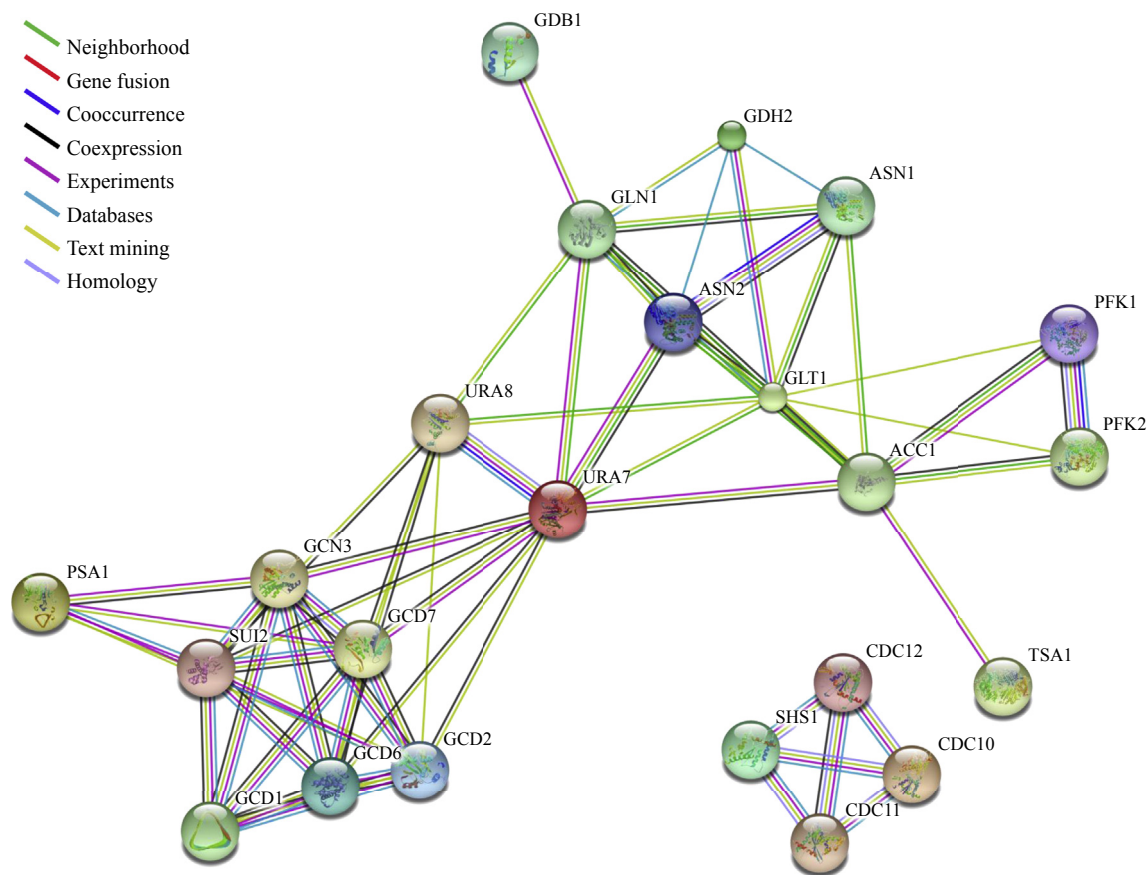 Neighborhood
Gene fusion
Cooccurrence
Coexpression
Experiments
Databases
Text mining
Homology
GDB1
GDH2
ASN1
GLN1
ASN2
PFK1
GLT1
URA8
PFK2
ACC1
URA7
GCN3
PSA1
GCD7
SUI2
CDC12
TSA1
SHS1
GCD2
CDC10
GCD6
GCD1
CDC11